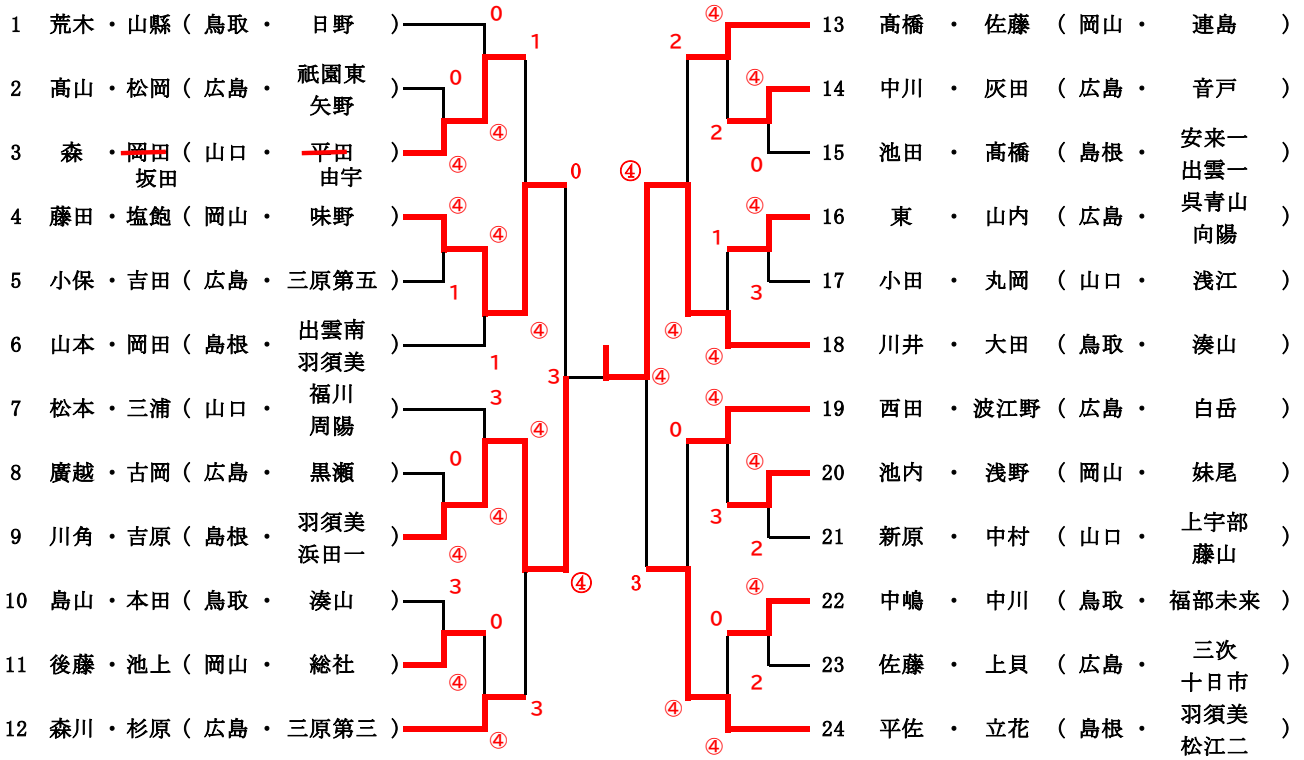 1 荒木・山縣 ( 鳥取・ 日野 )
2 髙山・松岡 ( 広島・ 祇園東 矢野 )
3 森・岡田 ( 山口・ 平田 )
坂田 由宇
4 藤田・塩飽 ( 岡山・ 味野 )
5 小保・吉田 ( 広島・ 三原第五 )
6 山本・岡田 ( 島根・ 出雲南 羽須美 )
7 松本・三浦 ( 山口・ 福川 周陽 )
8 廣越・古岡 ( 広島・ 黒瀬 )
9 川角・吉原 ( 島根・ 羽須美 浜田一 )
10 島山・本田 ( 鳥取・ 湊山 )
11 後藤・池上 ( 岡山・ 総社 )
12 森川・杉原 ( 広島・ 三原第三 )
0
1
0
④
④
④
④
1
④
1
0
3
3
④
0
④
④
3
0
④
④
3
④
④
④
2
④
2
0
④
1
3
④
④
④
④
0
④
3
2
3
④
0
2
④
④
13 髙橋・佐藤 ( 岡山・ 連島 )
14 中川・灰田 ( 広島・ 音戸 )
15 池田・髙橋 ( 島根・ 安来一 出雲一 )
16 東・山内 ( 広島・ 呉青山 向陽 )
17 小田・丸岡 ( 山口・ 浅江 )
18 川井・大田 ( 鳥取・ 湊山 )
19 西田・波江野 ( 広島・ 白岳 )
20 池内・浅野 ( 岡山・ 妹尾 )
21 新原・中村 ( 山口・ 上宇部 藤山 )
22 中嶋・中川 ( 鳥取・ 福部未来 )
23 佐藤・上貝 ( 広島・ 三次 十日市 )
24 平佐・立花 ( 島根・ 羽須美 松江二 )